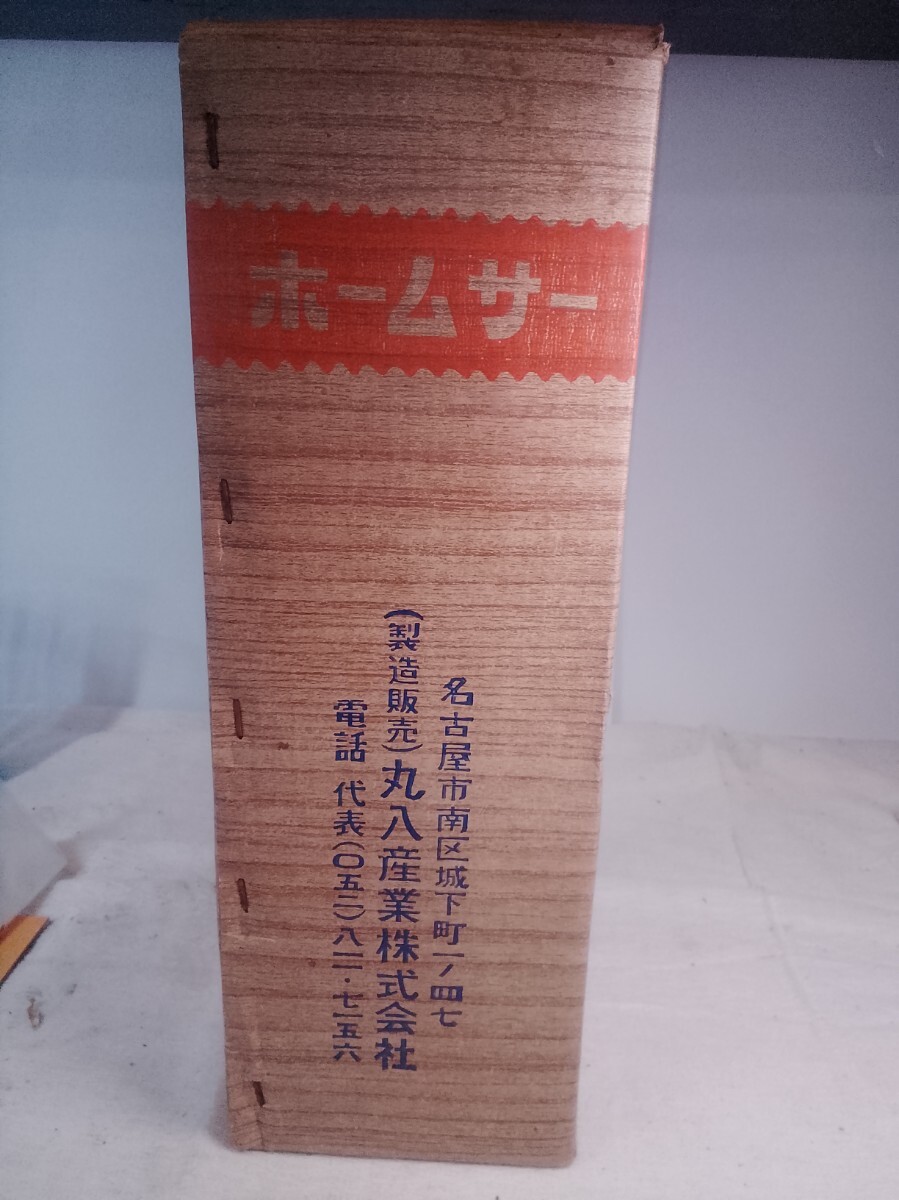 ホームサー
名古屋市南区城下町一ノ四七
(製造販売)丸八産業株式会社
電話 代表(〇五二)八一一・七一五六